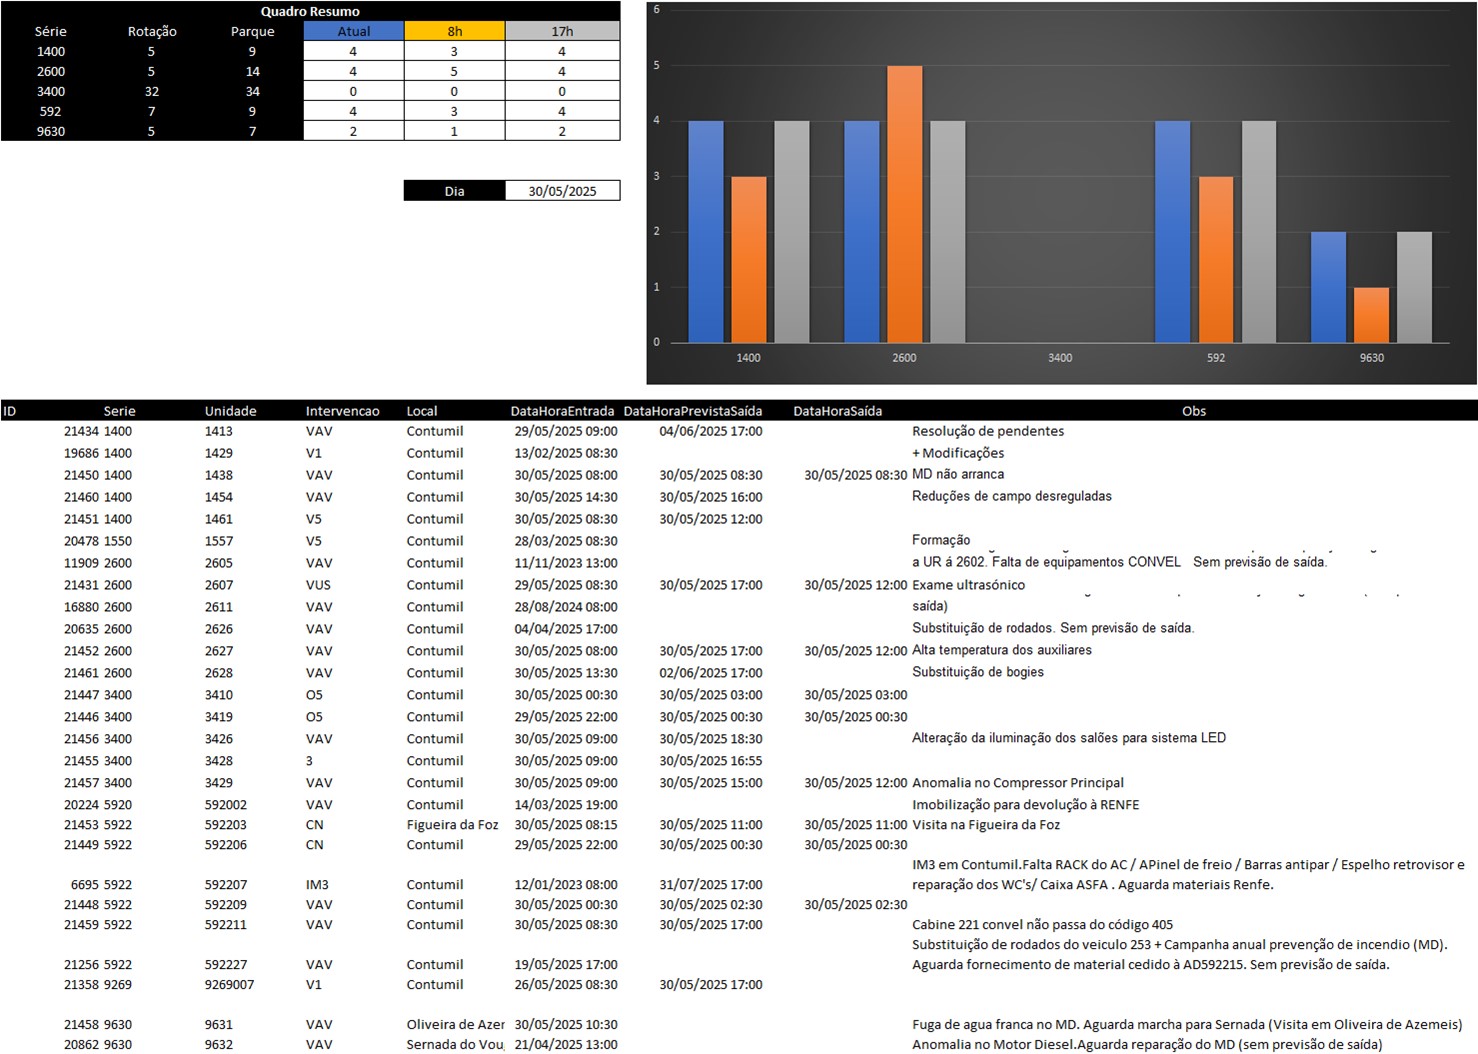 Quadro Resumo
Série Rotação Parque Atual 8h 17h
1400 5 9 4 3 4
2600 5 14 4 5 4
3400 32 34 0 0 0
592 7 9 4 3 4
9630 5 7 2 1 2
Dia 30/05/2025
6
5
4
3
2
1
0
1400 2600 3400 592 9630
ID Serie Unidade Intervencao Local DataHoraEntrada DataHoraPrevistaSaída DataHoraSaída Obs
21434 1400 1413 VAV Contumil 29/05/2025 09:00 04/06/2025 17:00 Resolução de pendentes
19686 1400 1429 V1 Contumil 13/02/2025 08:30 + Modificações
21450 1400 1438 VAV Contumil 30/05/2025 08:00 30/05/2025 08:30 30/05/2025 08:30 MD não arranca
21460 1400 1454 VAV Contumil 30/05/2025 14:30 30/05/2025 16:00 Reduções de campo desreguladas
21451 1400 1461 V5 Contumil 30/05/2025 08:30 30/05/2025 12:00
20478 1550 1557 V5 Contumil 28/03/2025 08:30 Formação
11909 2600 2605 VAV Contumil 11/11/2023 13:00 a UR á 2602. Falta de equipamentos CONVEL Sem previsão de saída.
21431 2600 2607 VUS Contumil 29/05/2025 08:30 30/05/2025 17:00 30/05/2025 12:00 Exame ultrasónico
16880 2600 2611 VAV Contumil 28/08/2024 08:00 saída)
20635 2600 2626 VAV Contumil 04/04/2025 17:00 Substituição de rodados. Sem previsão de saída.
21452 2600 2627 VAV Contumil 30/05/2025 08:00 30/05/2025 17:00 30/05/2025 12:00 Alta temperatura dos auxiliares
21461 2600 2628 VAV Contumil 30/05/2025 13:30 02/06/2025 17:00 Substituição de bogies
21447 3400 3410 O5 Contumil 30/05/2025 00:30 30/05/2025 03:00 30/05/2025 03:00
21446 3400 3419 O5 Contumil 29/05/2025 22:00 30/05/2025 00:30 30/05/2025 00:30
21456 3400 3426 VAV Contumil 30/05/2025 09:00 30/05/2025 18:30 Alteração da iluminação dos salões para sistema LED
21455 3400 3428 3 Contumil 30/05/2025 09:00 30/05/2025 16:55
21457 3400 3429 VAV Contumil 30/05/2025 09:00 30/05/2025 15:00 30/05/2025 12:00 Anomalia no Compressor Principal
20224 5920 592002 VAV Contumil 14/03/2025 19:00 Imobilização para devolução à RENFE
21453 5922 592203 CN Figueira da Foz 30/05/2025 08:15 30/05/2025 11:00 30/05/2025 11:00 Visita na Figueira da Foz
21449 5922 592206 CN Contumil 29/05/2025 22:00 30/05/2025 00:30 30/05/2025 00:30
IM3 em Contumil.Falta RACK do AC / APinel de freio / Barras antipar / Espelho retrovisor e
6695 5922 592207 IM3 Contumil 12/01/2023 08:00 31/07/2025 17:00 reparação dos WC's/ Caixa ASFA . Aguarda materiais Renfe.
21448 5922 592209 VAV Contumil 30/05/2025 00:30 30/05/2025 02:30 30/05/2025 02:30
21459 5922 592211 VAV Contumil 30/05/2025 08:30 30/05/2025 17:00 Cabine 221 convel não passa do código 405
Substituição de rodados do veiculo 253 + Campanha anual prevenção de incendio (MD).
21256 5922 592227 VAV Contumil 19/05/2025 17:00 Aguarda fornecimento de material cedido à AD592215. Sem previsão de saída.
21358 9269 9269007 V1 Contumil 26/05/2025 08:30 30/05/2025 17:00
21458 9630 9631 VAV Oliveira de Azer 30/05/2025 10:30 Fuga de agua franca no MD. Aguarda marcha para Sernada (Visita em Oliveira de Azemeis)
20862 9630 9632 VAV Sernada do Vou 21/04/2025 13:00 Anomalia no Motor Diesel.Aguarda reparação do MD (sem previsão de saída)